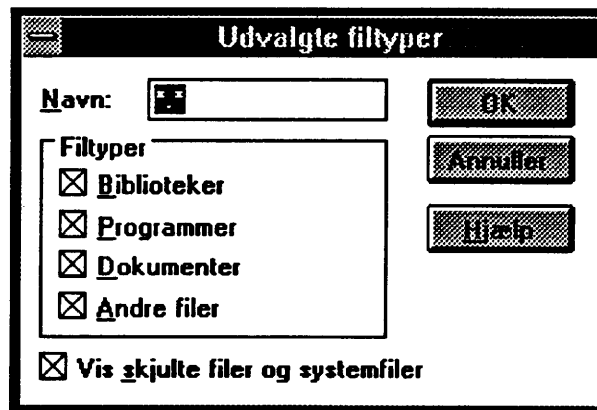 Udvalgte filtyper
Navn: *.*
OK
Filtyper
Annuller
Biblioteker
Programmer
Hjælp
Dokumenter
Andre filer
Vis skjulte filer og systemfiler